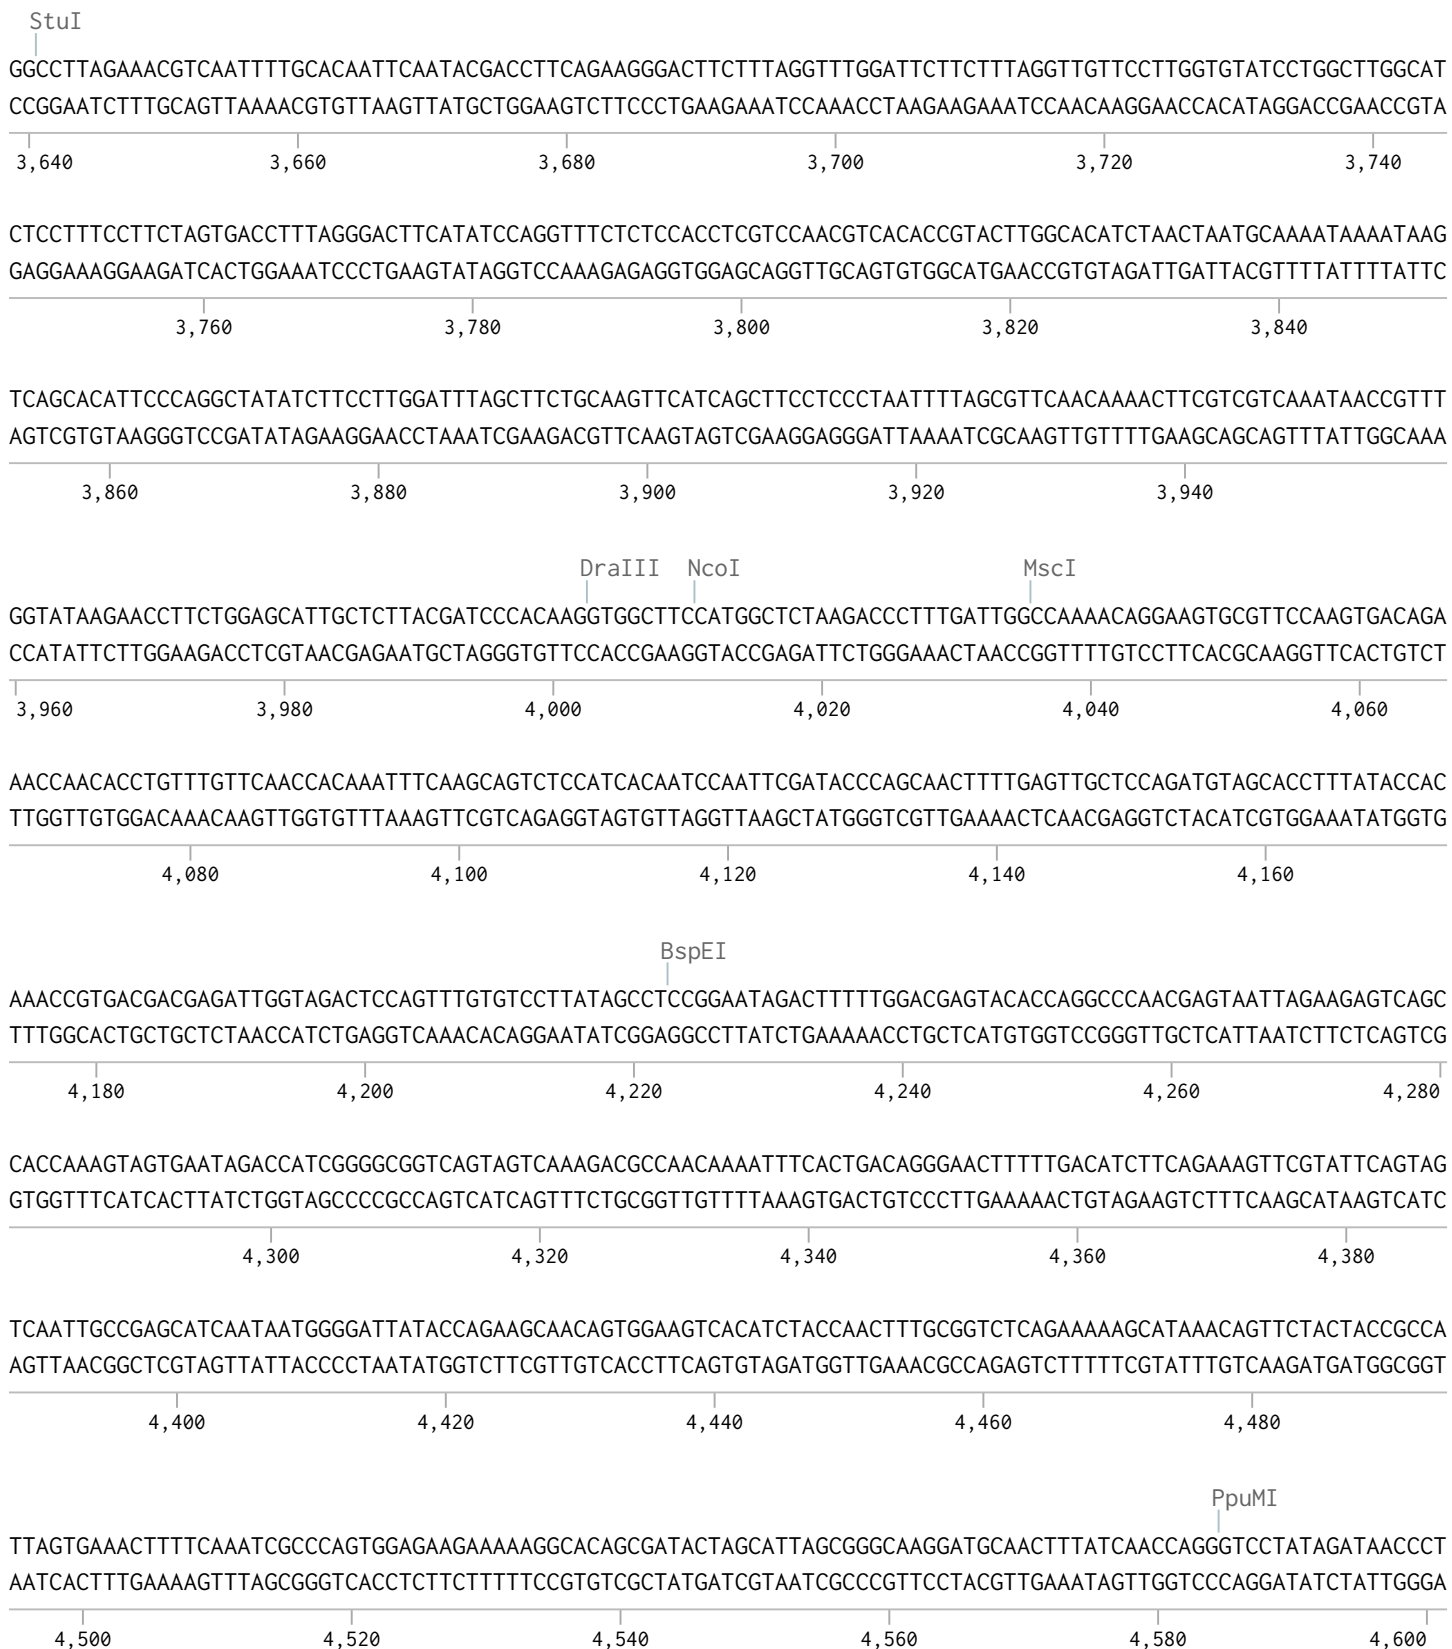 StuI
GGCCTTAGAAACGTCAATTTTGCACAATTCAATACGACCTTCAGAAGGGACTTCTTTAGGTTTGGATTCTTCTTTAGGTTGTTCCTTGGTGTATCCTGGCTTGGCAT
CCGGAATCTTTGCAGTTAAAACGTGTTAAGTTATGCTGGAAGTCTTCCCTGAAGAAATCCAAACCTAAGAAGAAATCCAACAAGGAACCACATAGGACCGAACCGTA
3,640 3,660 3,680 3,700 3,720 3,740
CTCCTTTCCTTCTAGTGACCTTTAGGGACTTCATATCCAGGTTTCTCTCCACCTCGTCCAACGTCACACCGTACTTGGCACATCTAACTAATGCAAAATAAAATAAG
GAGGAAAGGAAGATCACTGGAAATCCCTGAAGTATAGGTCCAAAGAGAGGTGGAGCAGGTTGCAGTGTGGCATGAACCGTGTAGATTGATTACGTTTTATTTTATTC
3,760 3,780 3,800 3,820 3,840
TCAGCACATTCCCAGGCTATATCTTCCTTGGATTTAGCTTCTGCAAGTTCATCAGCTTCCTCCCTAATTTTAGCGTTCAACAAAACTTCGTCGTCAAATAACCGTTT
AGTCGTGTAAGGGTCCGATATAGAAGGAACCTAAATCGAAGACGTTCAAGTAGTCGAAGGAGGGATTAAAATCGCAAGTTGTTTTGAAGCAGCAGTTTATTGGCAAA
3,860 3,880 3,900 3,920 3,940
DraIII NcoI MscI
GGTATAAGAACCTTCTGGAGCATTGCTCTTACGATCCCACAAGGTGGCTTCCATGGCTCTAAGACCCTTTGATTGGCCAAAACAGGAAGTGCGTTCCAAGTGACAGA
CCATATTCTTGGAAGACCTCGTAACGAGAATGCTAGGGTGTTCCACCGAAGGTACCGAGATTCTGGGAAACTAACCGGTTTTGTCCTTCACGCAAGGTTCACTGTCT
3,960 3,980 4,000 4,020 4,040 4,060
AACCAACACCTGTTTGTTCAACCACAAATTTCAAGCAGTCTCCATCACAATCCAATTCGATACCCAGCAACTTTTGAGTTGCTCCAGATGTAGCACCTTTATACCAC
TTGGTTGTGGACAAACAAGTTGGTGTTTAAAGTTCGTCAGAGGTAGTGTTAGGTTAAGCTATGGGTCGTTGAAAACTCAACGAGGTCTACATCGTGGAAATATGGTG
4,080 4,100 4,120 4,140 4,160
BspEI
AAACCGTGACGACGAGATTGGTAGACTCCAGTTTGTGTCCTTATAGCCTCCGGAATAGACTTTTTGGACGAGTACACCAGGCCCAACGAGTAATTAGAAGAGTCAGC
TTTGGCACTGCTGCTCTAACCATCTGAGGTCAAACACAGGAATATCGGAGGCCTTATCTGAAAAACCTGCTCATGTGGTCCGGGTTGCTCATTAATCTTCTCAGTCG
4,180 4,200 4,220 4,240 4,260 4,280
CACCAAAGTAGTGAATAGACCATCGGGGCGGTCAGTAGTCAAAGACGCCAACAAAATTTCACTGACAGGGAACTTTTTGACATCTTCAGAAAGTTCGTATTCAGTAG
GTGGTTTCATCACTTATCTGGTAGCCCCGCCAGTCATCAGTTTCTGCGGTTGTTTTAAAGTGACTGTCCCTTGAAAAACTGTAGAAGTCTTTCAAGCATAAGTCATC
4,300 4,320 4,340 4,360 4,380
TCAATTGCCGAGCATCAATAATGGGGATTATACCAGAAGCAACAGTGGAAGTCACATCTACCAACTTTGCGGTCTCAGAAAAAGCATAAACAGTTCTACTACCGCCA
AGTTAACGGCTCGTAGTTATTACCCCTAATATGGTCTTCGTTGTCACCTTCAGTGTAGATGGTTGAAACGCCAGAGTCTTTTTCGTATTTGTCAAGATGATGGCGGT
4,400 4,420 4,440 4,460 4,480
PpuMI
TTAGTGAAACTTTTCAAATCGCCCAGTGGAGAAGAAAAAGGCACAGCGATACTAGCATTAGCGGGCAAGGATGCAACTTTATCAACCAGGGTCCTATAGATAACCCT
AATCACTTTGAAAAGTTTAGCGGGTCACCTCTTCTTTTTCCGTGTCGCTATGATCGTAATCGCCCGTTCCTACGTTGAAATAGTTGGTCCCAGGATATCTATTGGGA
4,500 4,520 4,540 4,560 4,580 4,600